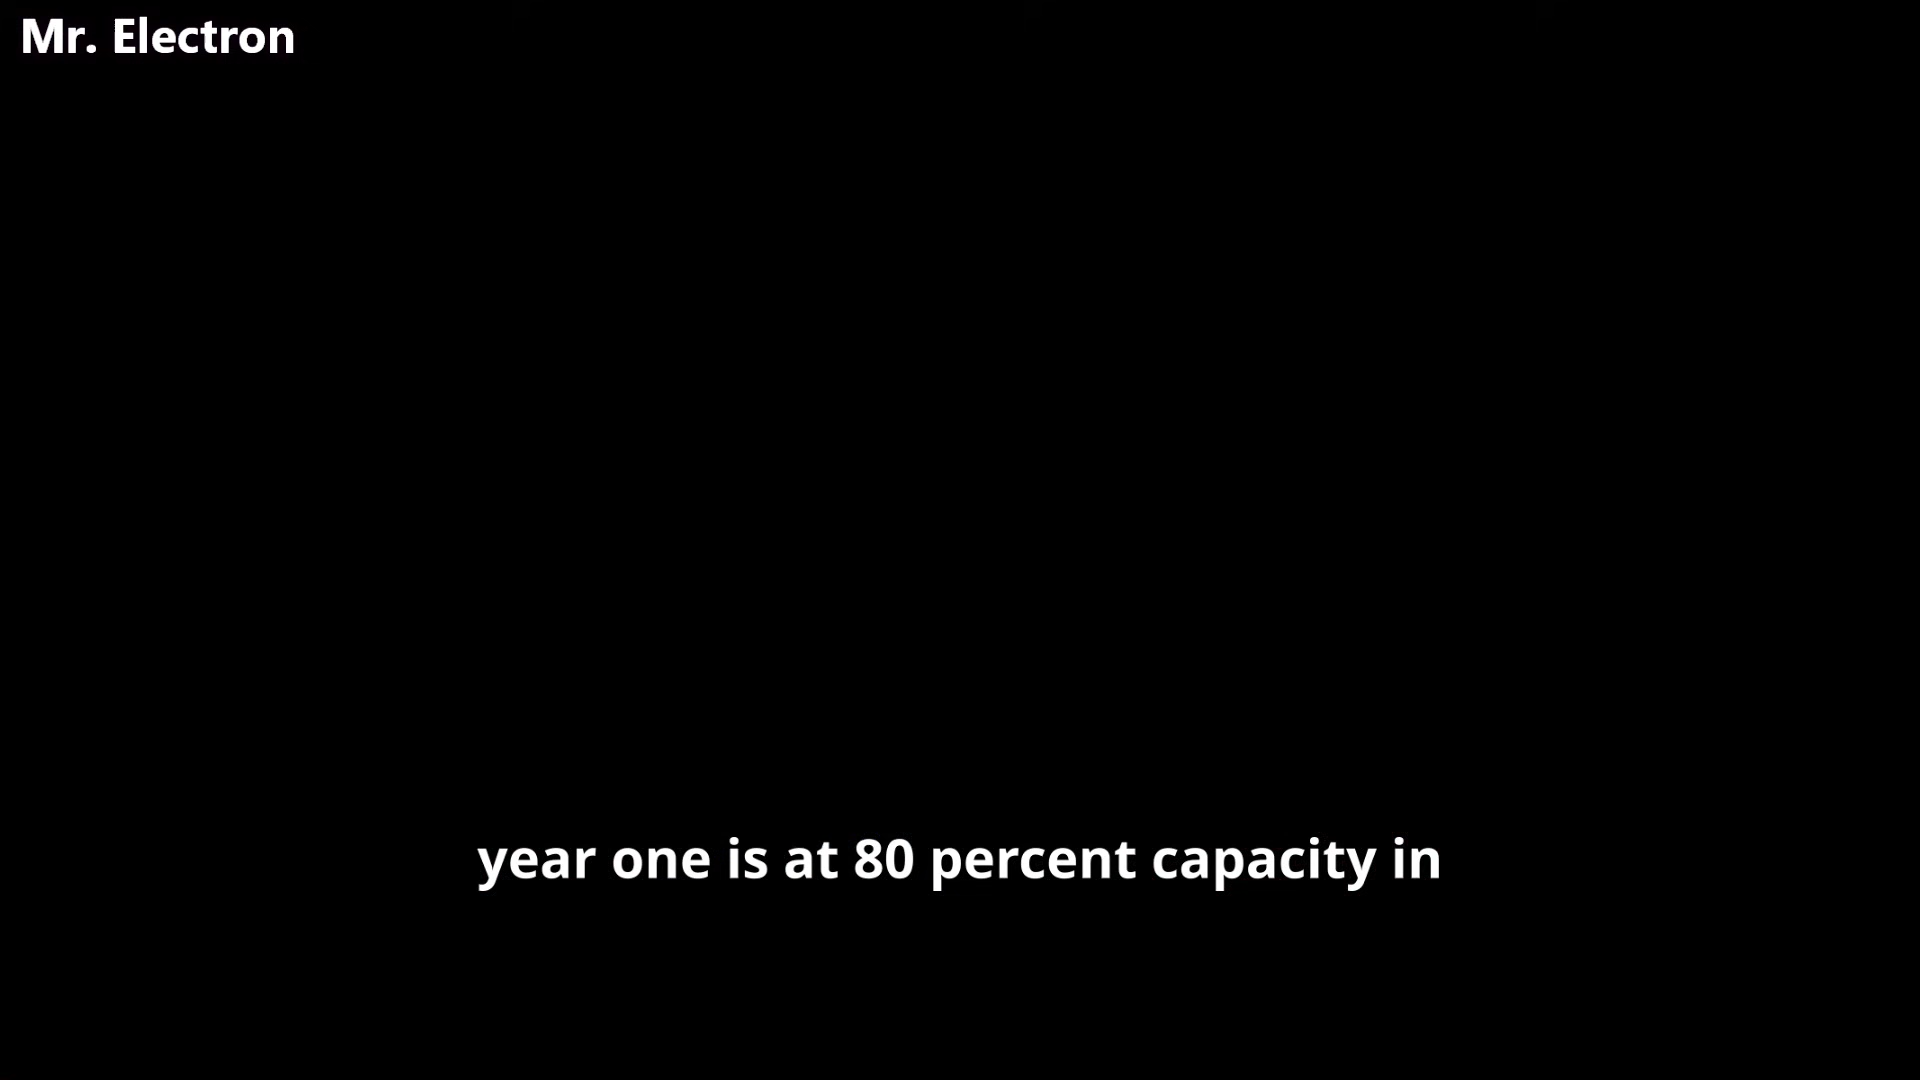 Mr. Electron
year one is at 80 percent capacity in